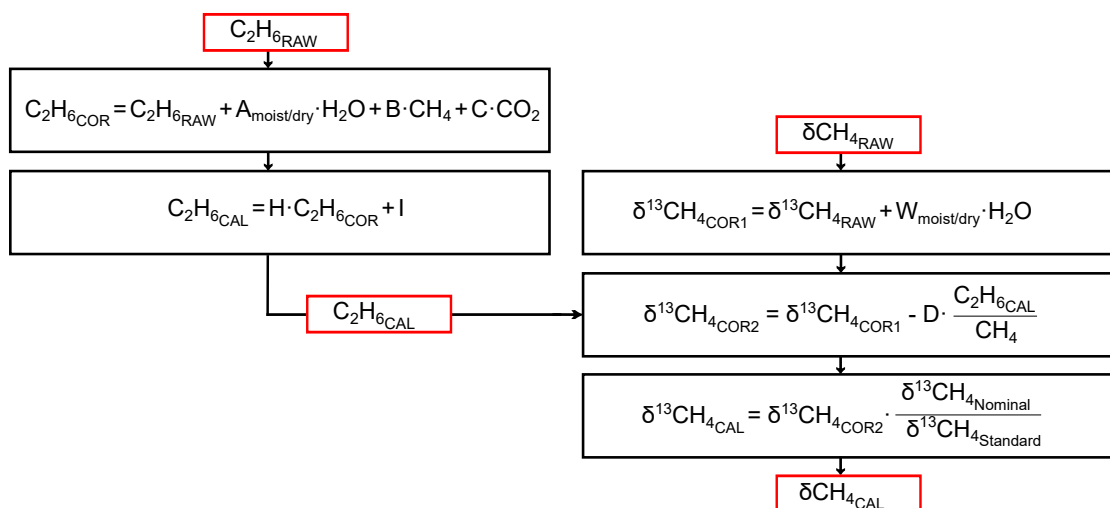 C₂H₆RAW
C₂H₆COR = C₂H₆RAW + Amoist/dry·H₂O + B·CH₄ + C·CO₂
C₂H₆CAL = H·C₂H₆COR + I
C₂H₆CAL
δCH₄RAW
δ¹³CH₄COR1 = δ¹³CH₄RAW + Wmoist/dry·H₂O
δ¹³CH₄COR2 = δ¹³CH₄COR1 - D· C₂H₆CAL / CH₄
δ¹³CH₄CAL = δ¹³CH₄COR2 · δ¹³CH₄Nominal / δ¹³CH₄Standard
δCH₄CAL